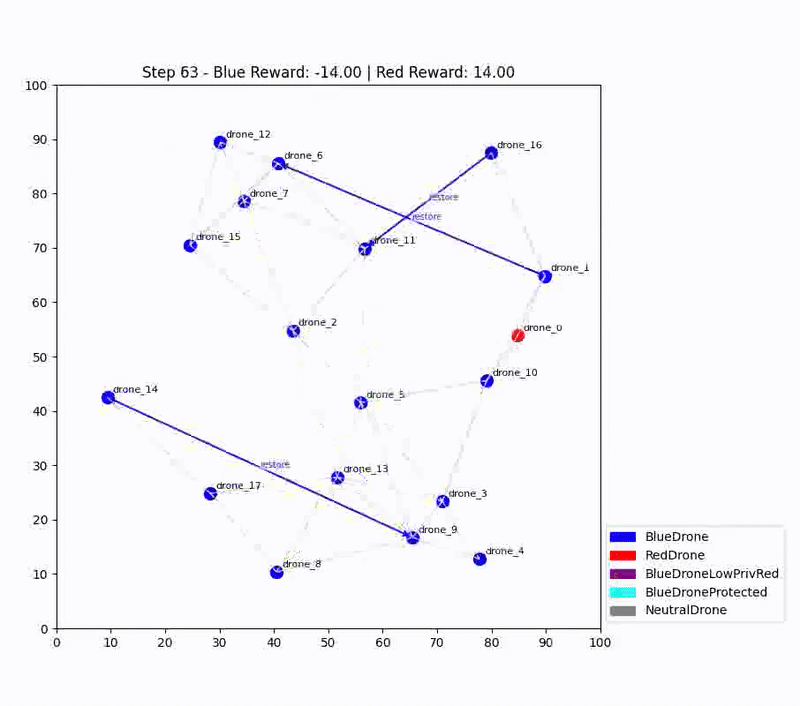 Step 63 - Blue Reward: -14.00 | Red Reward: 14.00
100
90
80
70
60
50
40
30
20
10
0
drone_12
drone_6
drone_16
drone_7
restore
restore
drone_15
drone_11
drone_1
drone_2
drone_0
drone_10
drone_14
drone_5
restore
drone_13
drone_17
drone_3
drone_9
drone_4
drone_8
BlueDrone
RedDrone
BlueDroneLowPrivRed
BlueDroneProtected
NeutralDrone
0 10 20 30 40 50 60 70 80 90 100